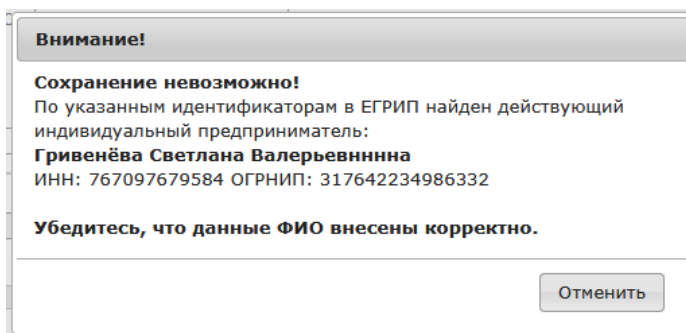 Внимание!
Сохранение невозможно!
По указанным идентификаторам в ЕГРИП найден действующий
индивидуальный предприниматель:
Гривенёва Светлана Валерьевнннна
ИНН: 767097679584 ОГРНИП: 317642234986332
Убедитесь, что данные ФИО внесены корректно.
Отменить